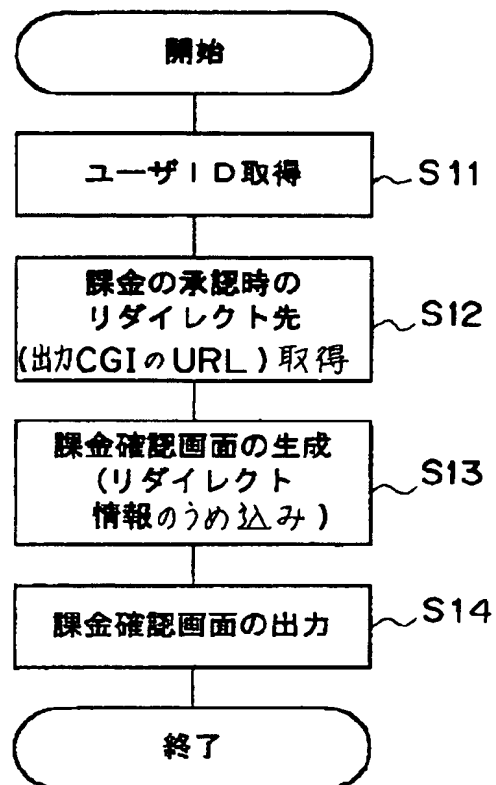 開始
ユーザID取得
S11
課金の承認時の
リダイレクト先
(出力CGIのURL)取得
S12
課金確認画面の生成
(リダイレクト
情報のうめ込み)
S13
課金確認画面の出力
S14
終了